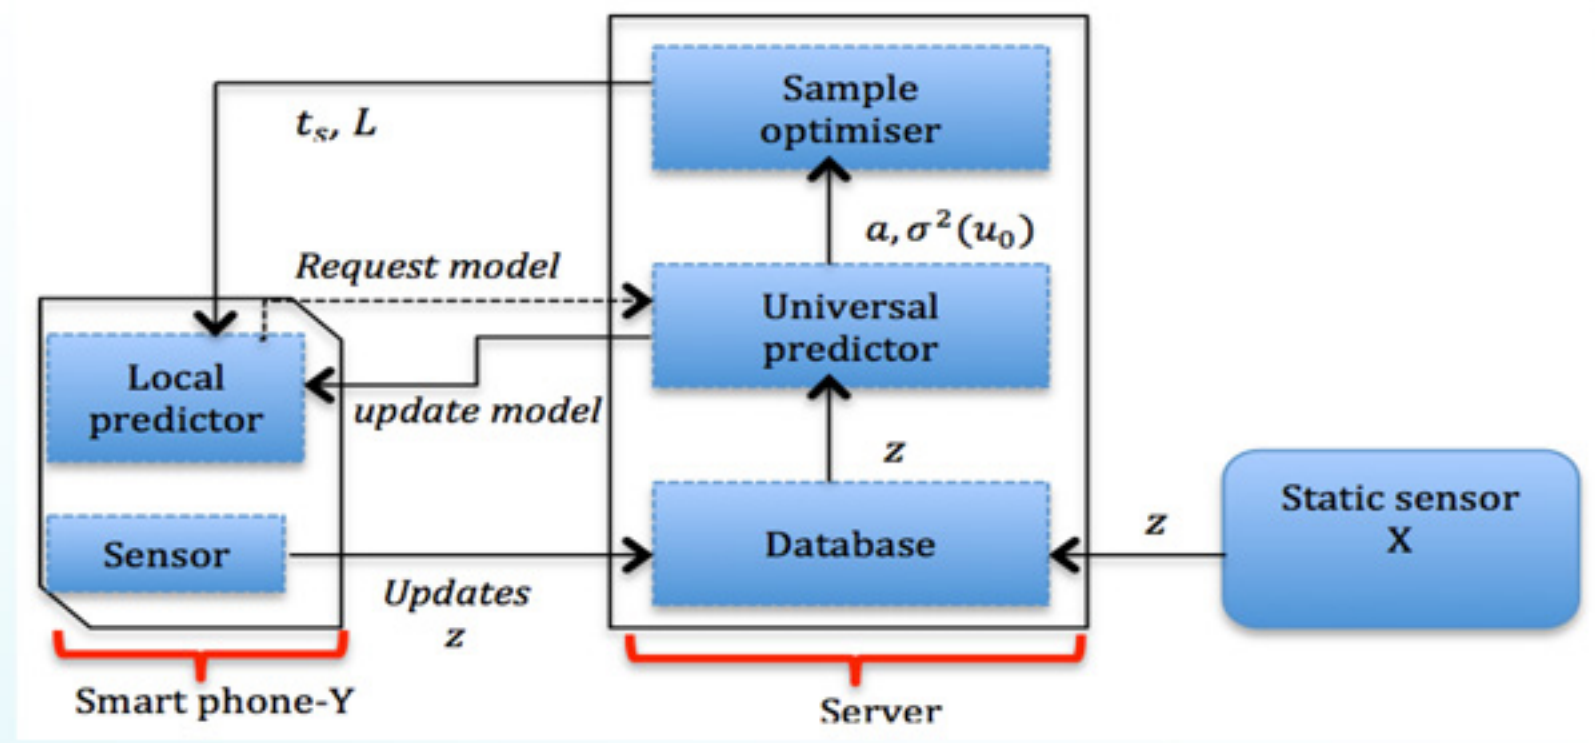 Sample
optimiser
tₛ, L
a, σ²(u₀)
Request model
Universal
predictor
Local
predictor
update model
z
Static sensor
X
z
Database
Sensor
Updates
z
Smart phone-Y
Server